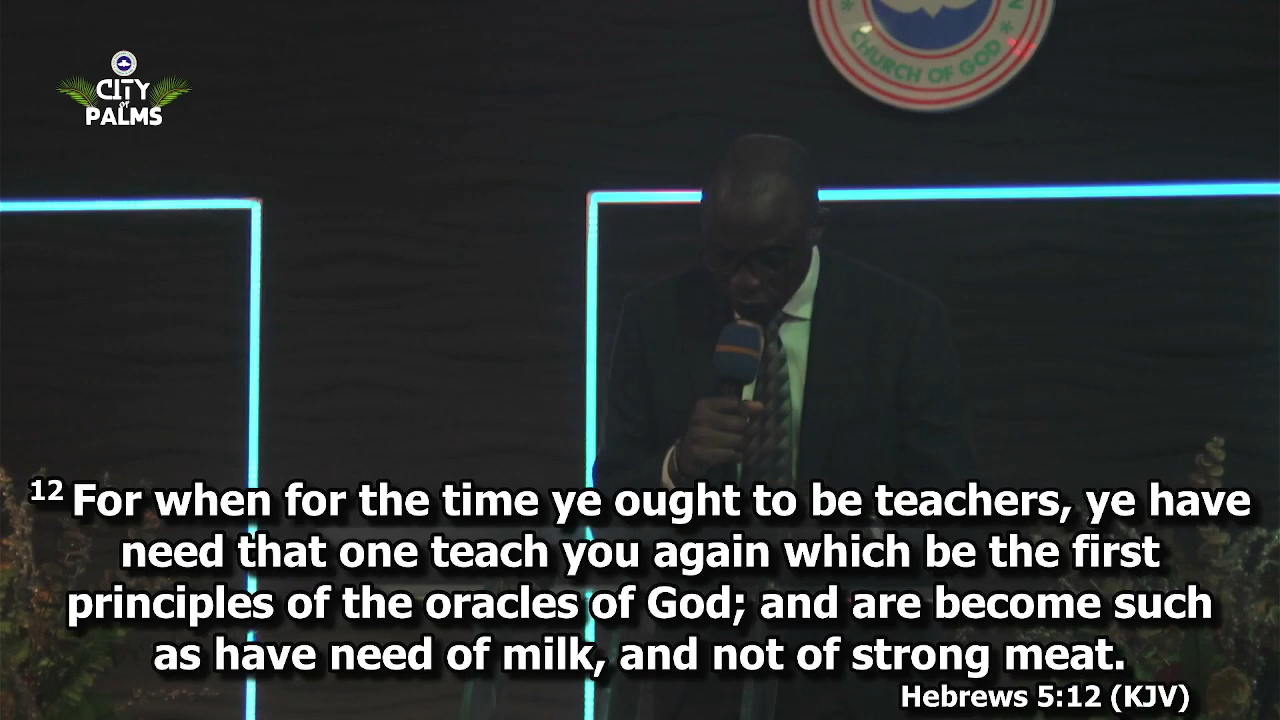 CHURCH OF GOD
CITY
OF
PALMS
12 For when for the time ye ought to be teachers, ye have
need that one teach you again which be the first
principles of the oracles of God; and are become such
as have need of milk, and not of strong meat.
Hebrews 5:12 (KJV)